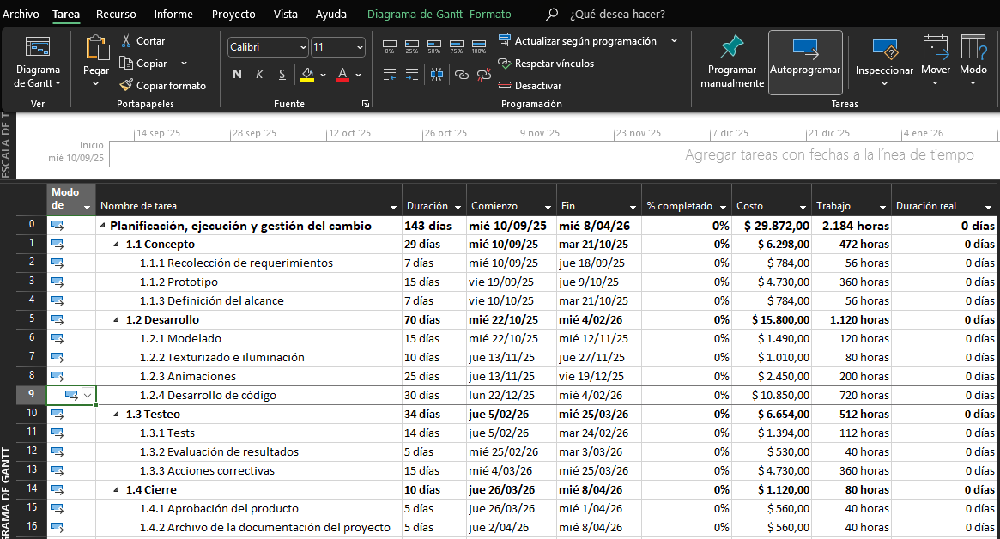 Archivo Tarea Recurso Informe Proyecto Vista Ayuda Diagrama de Gantt Formato ¿Qué desea hacer?
Diagrama de Gantt
Ver
Pegar
Cortar
Copiar
Copiar formato
Portapapeles
Calibri 11
N K S A
Fuente
0% 25% 50% 75% 100%
Actualizar según programación
Respetar vínculos
Desactivar
Programación
Programar manualmente
Autoprogramar
Inspeccionar
Mover
Modo
Tareas
ESCALA DE T
14 sep '25 28 sep '25 12 oct '25 26 oct '25 9 nov '25 23 nov '25 7 dic '25 21 dic '25 4 ene '26
Inicio
mié 10/09/25
Agregar tareas con fechas a la línea de tiempo
Modo de Nombre de tarea Duración Comienzo Fin % completado Costo Trabajo Duración real
0 Planificación, ejecución y gestión del cambio 143 días mié 10/09/25 mié 8/04/26 0% $ 29.872,00 2.184 horas 0 días
1 1.1 Concepto 29 días mié 10/09/25 mar 21/10/25 0% $ 6.298,00 472 horas 0 días
2 1.1.1 Recolección de requerimientos 7 días mié 10/09/25 jue 18/09/25 0% $ 784,00 56 horas 0 días
3 1.1.2 Prototipo 15 días vie 19/09/25 jue 9/10/25 0% $ 4.730,00 360 horas 0 días
4 1.1.3 Definición del alcance 7 días vie 10/10/25 mar 21/10/25 0% $ 784,00 56 horas 0 días
5 1.2 Desarrollo 70 días mié 22/10/25 mié 4/02/26 0% $ 15.800,00 1.120 horas 0 días
6 1.2.1 Modelado 15 días mié 22/10/25 mié 12/11/25 0% $ 1.490,00 120 horas 0 días
7 1.2.2 Texturizado e iluminación 10 días jue 13/11/25 jue 27/11/25 0% $ 1.010,00 80 horas 0 días
8 1.2.3 Animaciones 25 días jue 13/11/25 vie 19/12/25 0% $ 2.450,00 200 horas 0 días
9 1.2.4 Desarrollo de código 30 días lun 22/12/25 mié 4/02/26 0% $ 10.850,00 720 horas 0 días
10 1.3 Testeo 34 días jue 5/02/26 mié 25/03/26 0% $ 6.654,00 512 horas 0 días
11 1.3.1 Tests 14 días jue 5/02/26 mar 24/02/26 0% $ 1.394,00 112 horas 0 días
12 1.3.2 Evaluación de resultados 5 días mié 25/02/26 mar 3/03/26 0% $ 530,00 40 horas 0 días
13 1.3.3 Acciones correctivas 15 días mié 4/03/26 mié 25/03/26 0% $ 4.730,00 360 horas 0 días
14 1.4 Cierre 10 días jue 26/03/26 mié 8/04/26 0% $ 1.120,00 80 horas 0 días
15 1.4.1 Aprobación del producto 5 días jue 26/03/26 mié 1/04/26 0% $ 560,00 40 horas 0 días
16 1.4.2 Archivo de la documentación del proyecto 5 días jue 2/04/26 mié 8/04/26 0% $ 560,00 40 horas 0 días
GRAMA DE GANTT